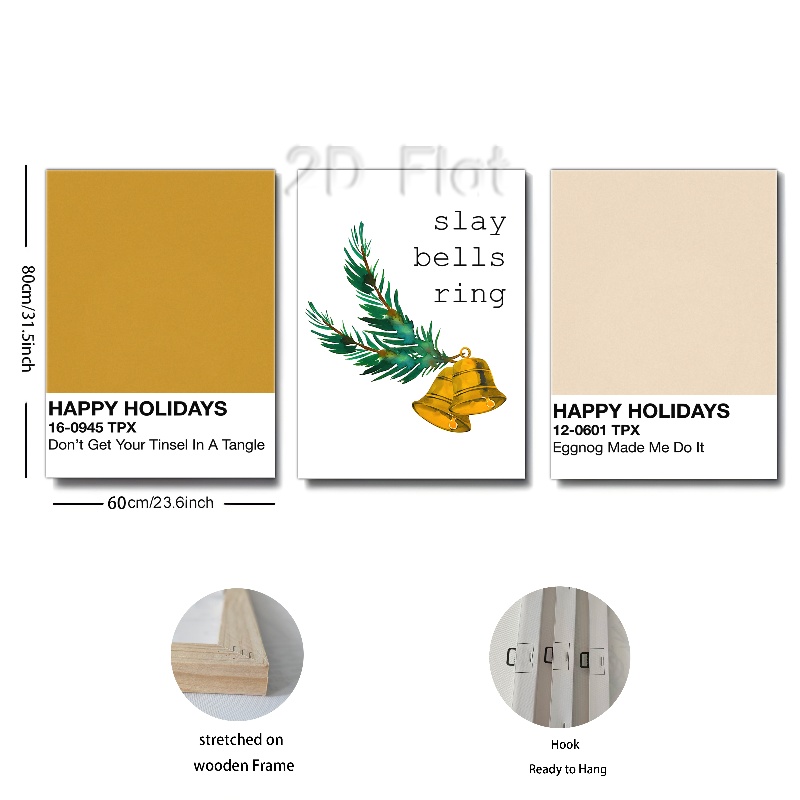 2D Flat
80cm/31.5inch
HAPPY HOLIDAYS
16-0945 TPX
Don't Get Your Tinsel In A Tangle
slay
bells
ring
HAPPY HOLIDAYS
12-0601 TPX
Eggnog Made Me Do It
60cm/23.6inch
stretched on
wooden Frame
Hook
Ready to Hang